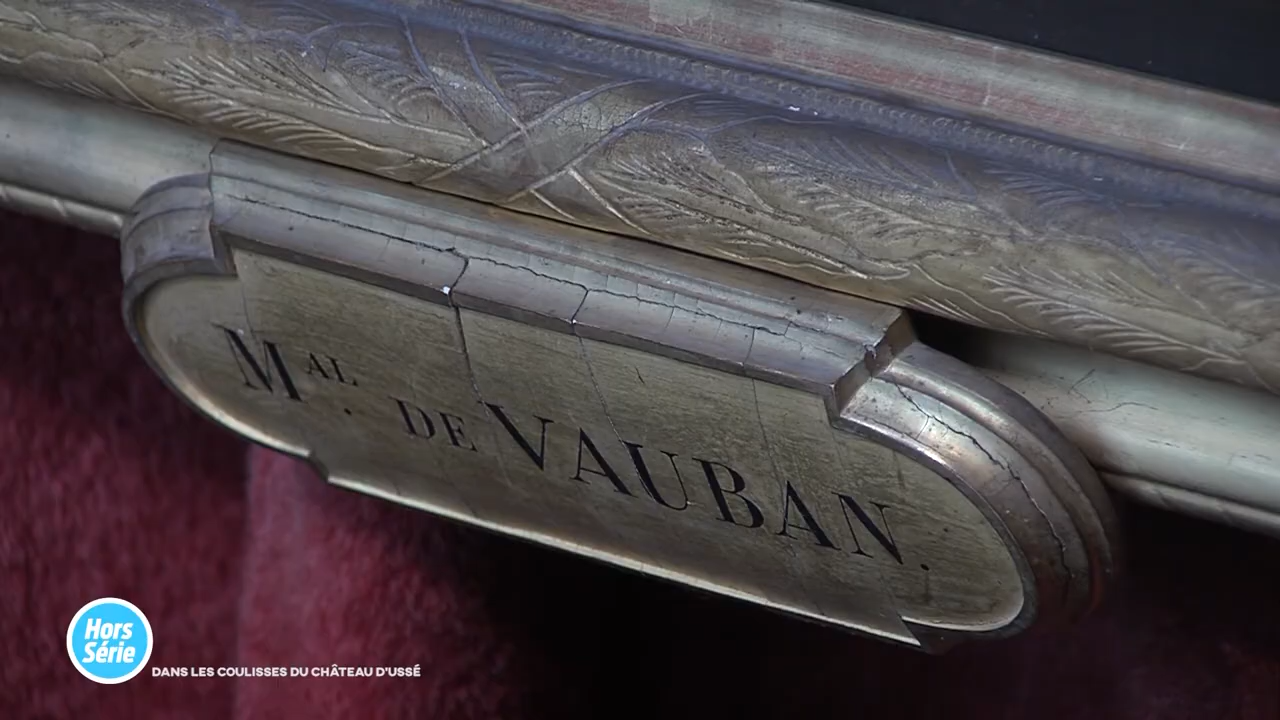 MAL. DE VAUBAN.
Hors
Série
DANS LES COULISSES DU CHÂTEAU D'USSÉ